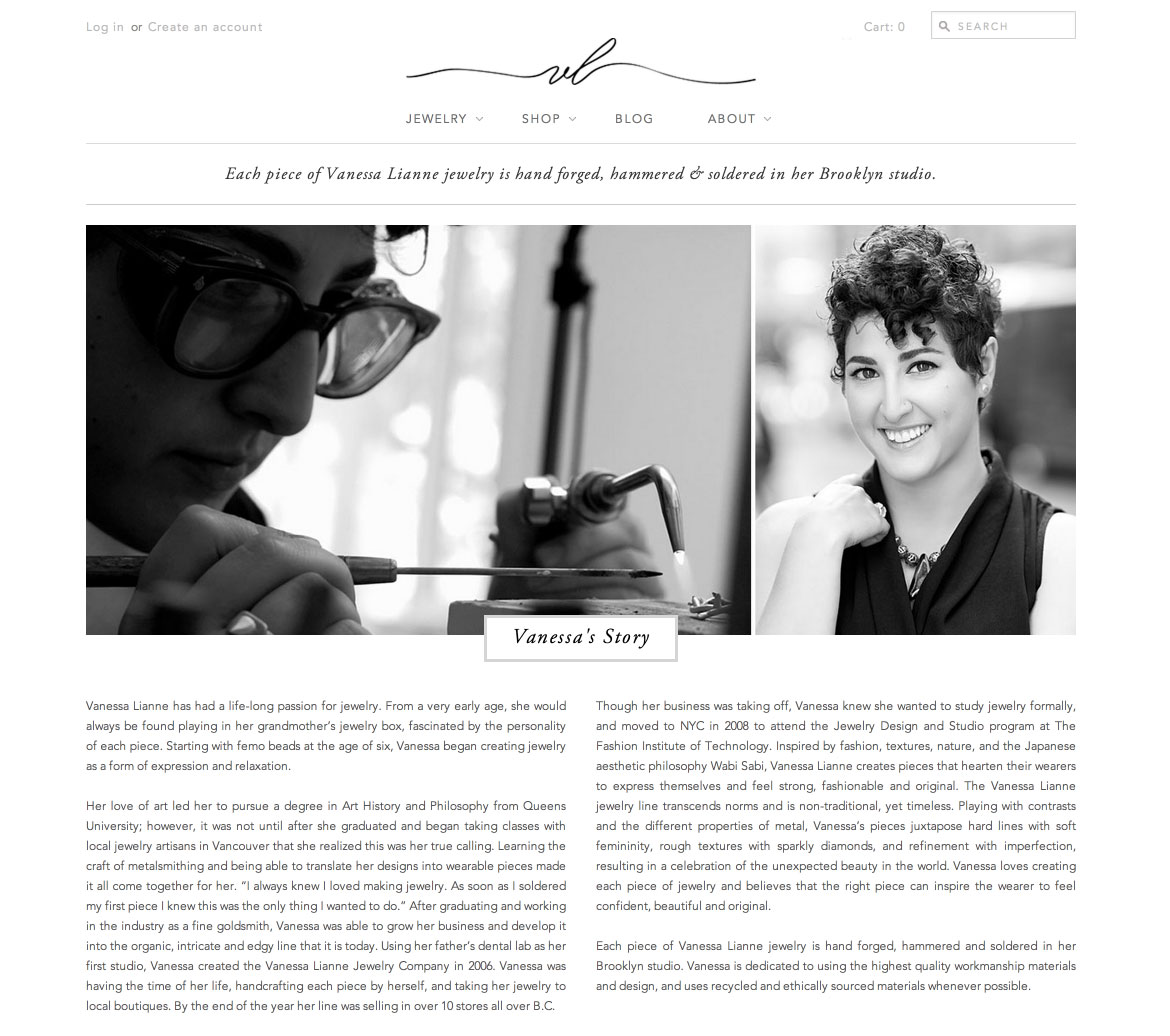 Log in or Create an account
Cart: 0
SEARCH
vl
JEWELRY SHOP BLOG ABOUT
Each piece of Vanessa Lianne jewelry is hand forged, hammered & soldered in her Brooklyn studio.
Vanessa's Story
Vanessa Lianne has had a life-long passion for jewelry. From a very early age, she would
always be found playing in her grandmother’s jewelry box, fascinated by the personality
of each piece. Starting with femo beads at the age of six, Vanessa began creating jewelry
as a form of expression and relaxation.
Her love of art led her to pursue a degree in Art History and Philosophy from Queens
University; however, it was not until after she graduated and began taking classes with
local jewelry artisans in Vancouver that she realized this was her true calling. Learning the
craft of metalsmithing and being able to translate her designs into wearable pieces made
it all come together for her. “I always knew I loved making jewelry. As soon as I soldered
my first piece I knew this was the only thing I wanted to do.” After graduating and working
in the industry as a fine goldsmith, Vanessa was able to grow her business and develop it
into the organic, intricate and edgy line that it is today. Using her father’s dental lab as her
first studio, Vanessa created the Vanessa Lianne Jewelry Company in 2006. Vanessa was
having the time of her life, handcrafting each piece by herself, and taking her jewelry to
local boutiques. By the end of the year her line was selling in over 10 stores all over B.C.
Though her business was taking off, Vanessa knew she wanted to study jewelry formally,
and moved to NYC in 2008 to attend the Jewelry Design and Studio program at The
Fashion Institute of Technology. Inspired by fashion, textures, nature, and the Japanese
aesthetic philosophy Wabi Sabi, Vanessa Lianne creates pieces that hearten their wearers
to express themselves and feel strong, fashionable and original. The Vanessa Lianne
jewelry line transcends norms and is non-traditional, yet timeless. Playing with contrasts
and the different properties of metal, Vanessa’s pieces juxtapose hard lines with soft
femininity, rough textures with sparkly diamonds, and refinement with imperfection,
resulting in a celebration of the unexpected beauty in the world. Vanessa loves creating
each piece of jewelry and believes that the right piece can inspire the wearer to feel
confident, beautiful and original.
Each piece of Vanessa Lianne jewelry is hand forged, hammered and soldered in her
Brooklyn studio. Vanessa is dedicated to using the highest quality workmanship materials
and design, and uses recycled and ethically sourced materials whenever possible.